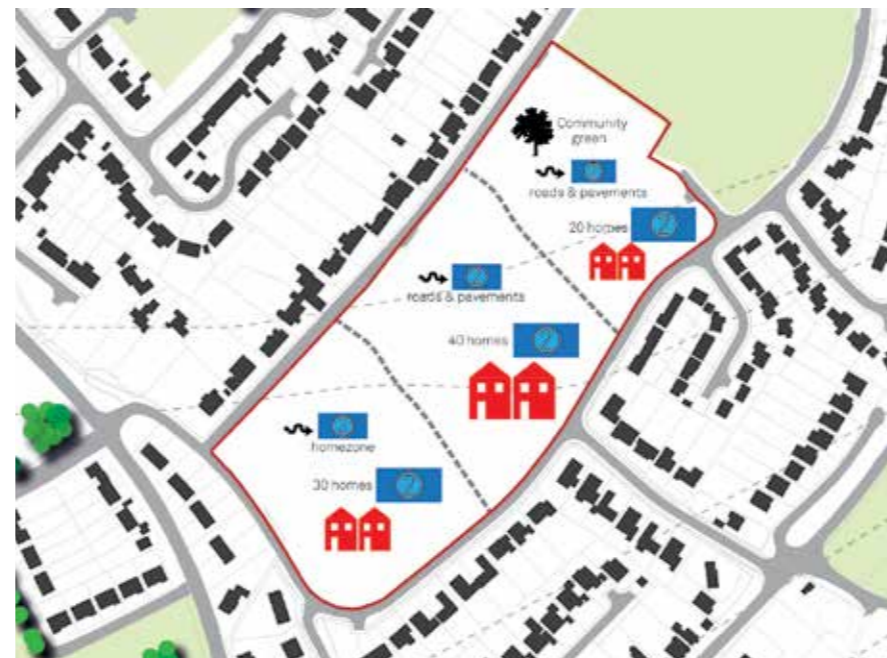 Community
green
roads & pavements
20 homes
roads & pavements
40 homes
homezone
30 homes